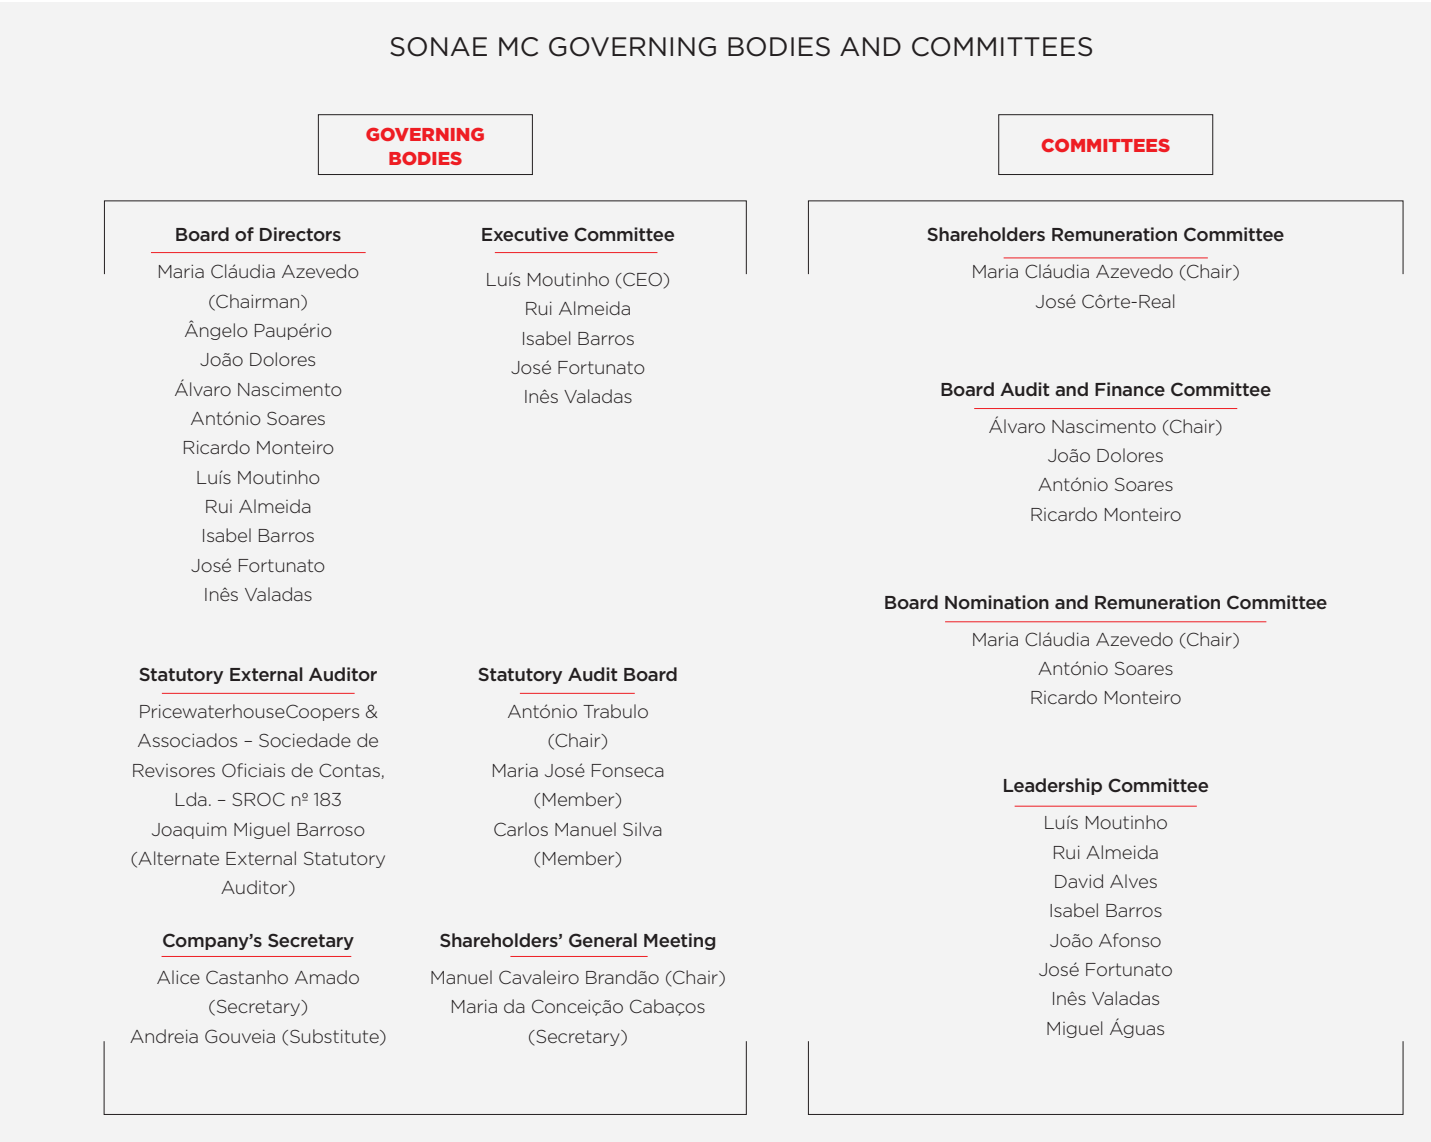 SONAE MC GOVERNING BODIES AND COMMITTEES
GOVERNING
BODIES
Board of Directors
Maria Cláudia Azevedo
(Chairman)
Ângelo Paupério
João Dolores
Álvaro Nascimento
António Soares
Ricardo Monteiro
Luís Moutinho
Rui Almeida
Isabel Barros
José Fortunato
Inês Valadas
Executive Committee
Luís Moutinho (CEO)
Rui Almeida
Isabel Barros
José Fortunato
Inês Valadas
Statutory External Auditor
PricewaterhouseCoopers &
Associados – Sociedade de
Revisores Oficiais de Contas,
Lda. – SROC nº 183
Joaquim Miguel Barroso
(Alternate External Statutory
Auditor)
Statutory Audit Board
António Trabulo
(Chair)
Maria José Fonseca
(Member)
Carlos Manuel Silva
(Member)
Company’s Secretary
Alice Castanho Amado
(Secretary)
Andreia Gouveia (Substitute)
Shareholders’ General Meeting
Manuel Cavaleiro Brandão (Chair)
Maria da Conceição Cabaços
(Secretary)
COMMITTEES
Shareholders Remuneration Committee
Maria Cláudia Azevedo (Chair)
José Côrte-Real
Board Audit and Finance Committee
Álvaro Nascimento (Chair)
João Dolores
António Soares
Ricardo Monteiro
Board Nomination and Remuneration Committee
Maria Cláudia Azevedo (Chair)
António Soares
Ricardo Monteiro
Leadership Committee
Luís Moutinho
Rui Almeida
David Alves
Isabel Barros
João Afonso
José Fortunato
Inês Valadas
Miguel Águas